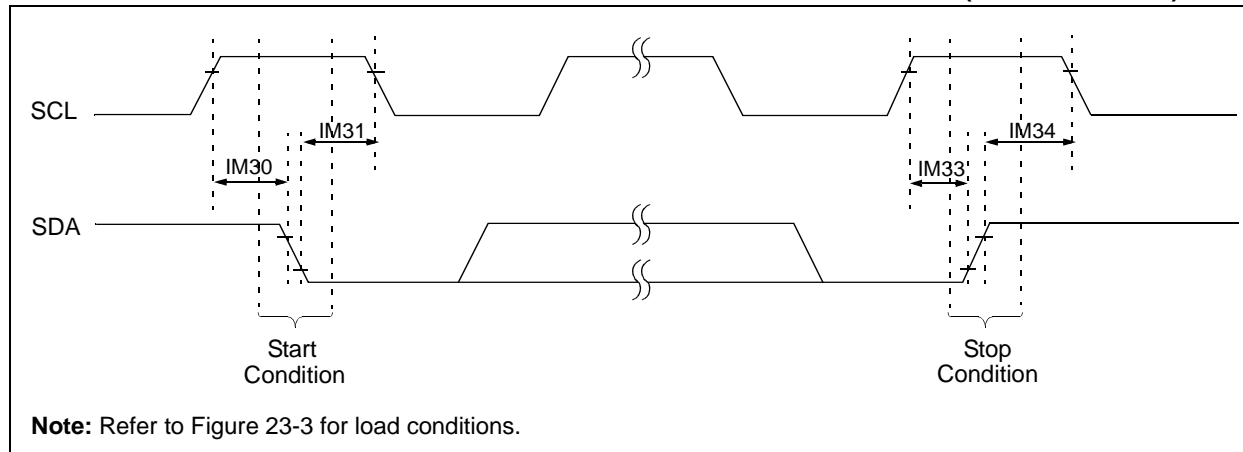 SCL
IM31
IM34
IM30
IM33
SDA
Start
Condition
Stop
Condition
Note: Refer to Figure 23-3 for load conditions.